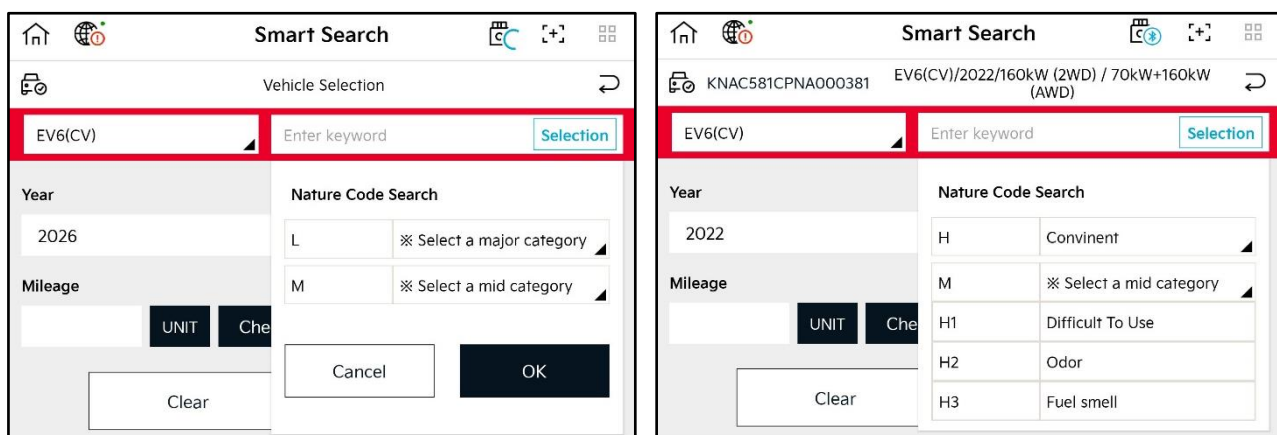 Smart Search
Vehicle Selection
EV6(CV)
Enter keyword
Selection
Year
Nature Code Search
2026
L
※ Select a major category
Mileage
M
※ Select a mid category
UNIT
Che
Cancel
OK
Clear
Smart Search
KNAC581CPNA000381
EV6(CV)/2022/160kW (2WD) / 70kW+160kW
(AWD)
EV6(CV)
Enter keyword
Selection
Year
Nature Code Search
2022
H
Convinent
Mileage
M
※ Select a mid category
UNIT
Che
H1
Difficult To Use
H2
Odor
Clear
H3
Fuel smell